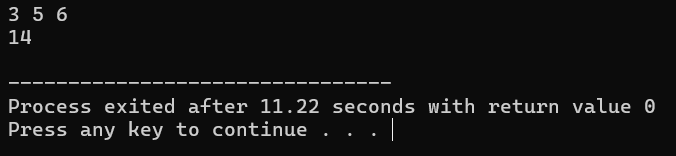 3 5 6
14
--------------------------------
Process exited after 11.22 seconds with return value 0
Press any key to continue . . .